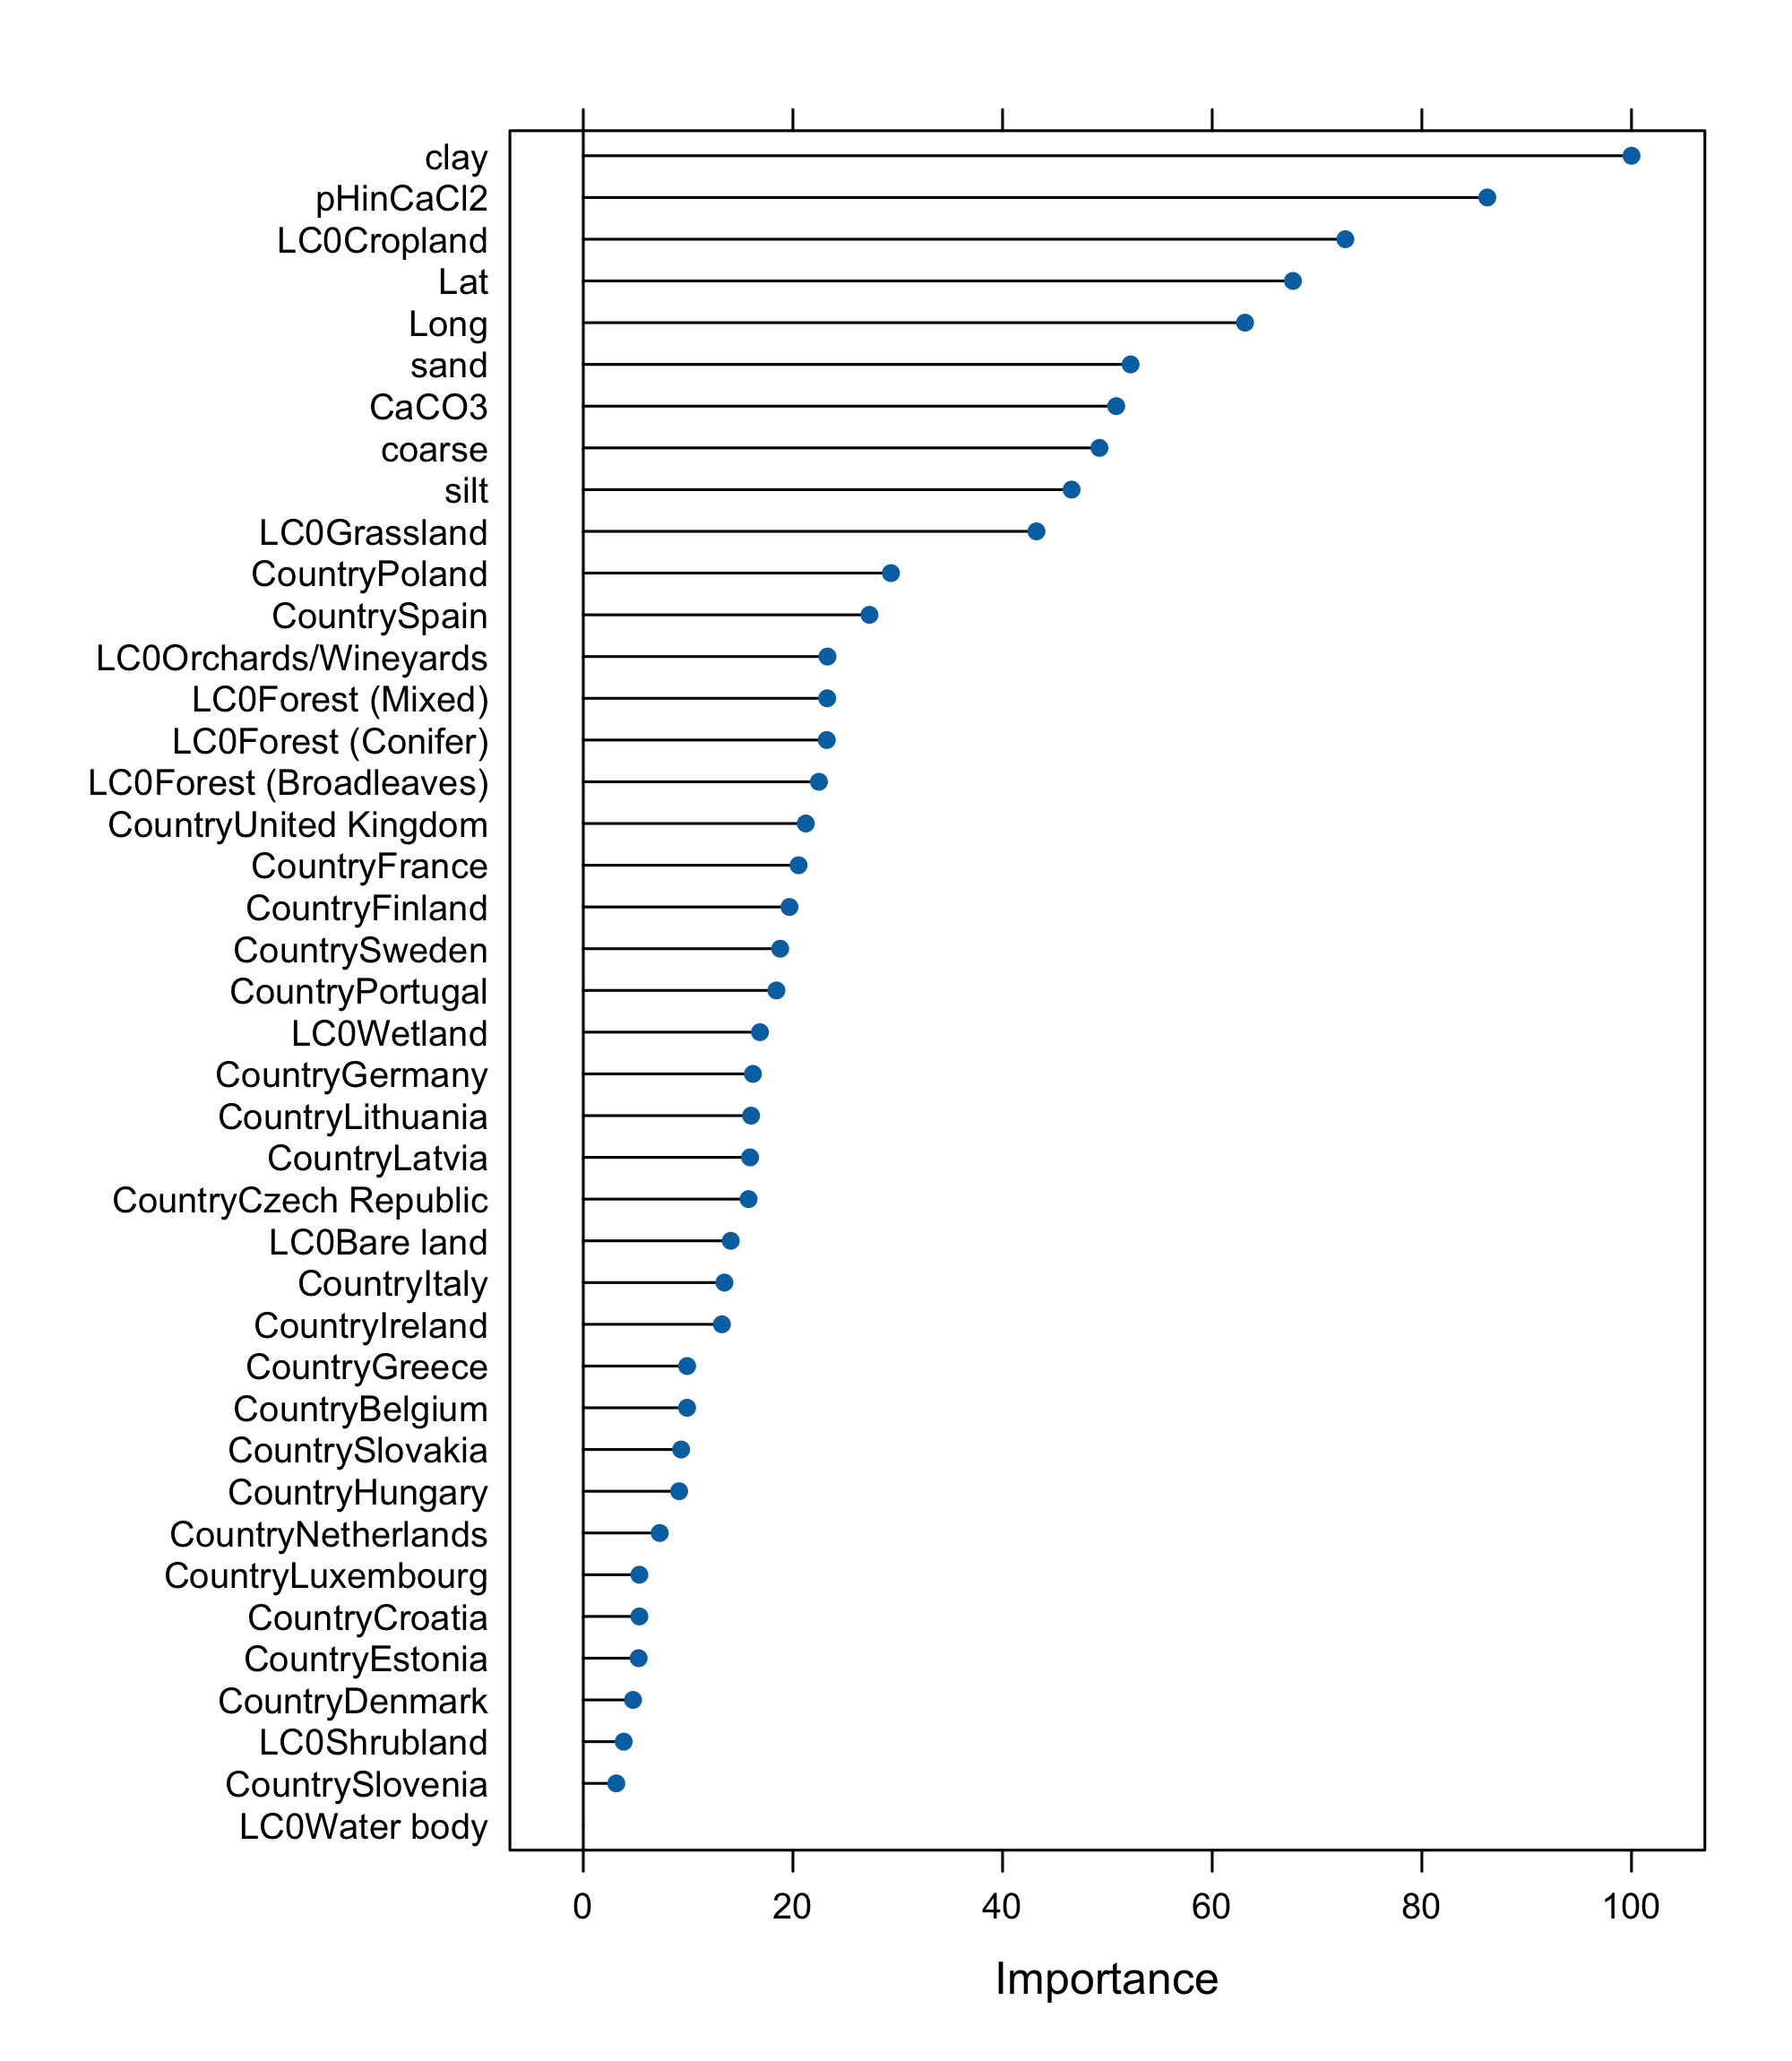 clay
pHinCaCl2
LC0Cropland
Lat
Long
sand
CaCO3
coarse
silt
LC0Grassland
CountryPoland
CountrySpain
LC0Orchards/Wineyards
LC0Forest (Mixed)
LC0Forest (Conifer)
LC0Forest (Broadleaves)
CountryUnited Kingdom
CountryFrance
CountryFinland
CountrySweden
CountryPortugal
LC0Wetland
CountryGermany
CountryLithuania
CountryLatvia
CountryCzech Republic
LC0Bare land
CountryItaly
CountryIreland
CountryGreece
CountryBelgium
CountrySlovakia
CountryHungary
CountryNetherlands
CountryLuxembourg
CountryCroatia
CountryEstonia
CountryDenmark
LC0Shrubland
CountrySlovenia
LC0Water body
0 20 40 60 80 100
Importance